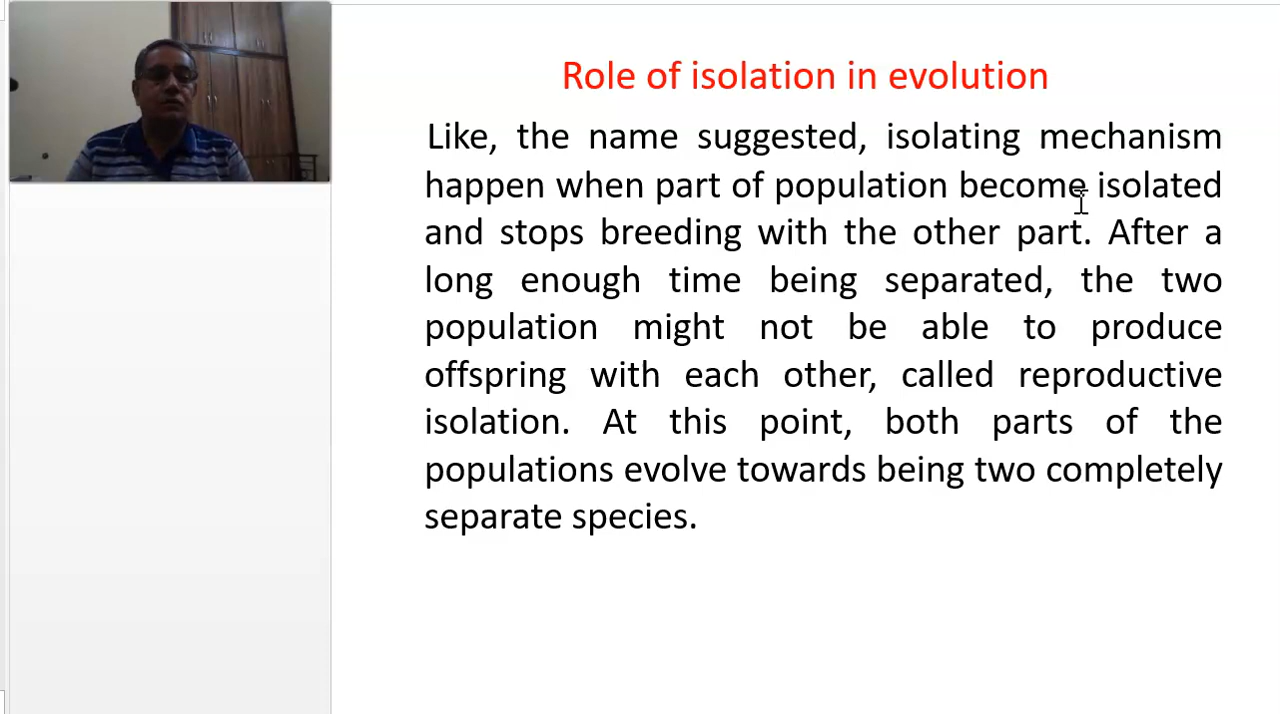 Role of isolation in evolution
Like, the name suggested, isolating mechanism
happen when part of population become isolated
and stops breeding with the other part. After a
long enough time being separated, the two
population might not be able to produce
offspring with each other, called reproductive
isolation. At this point, both parts of the
populations evolve towards being two completely
separate species.